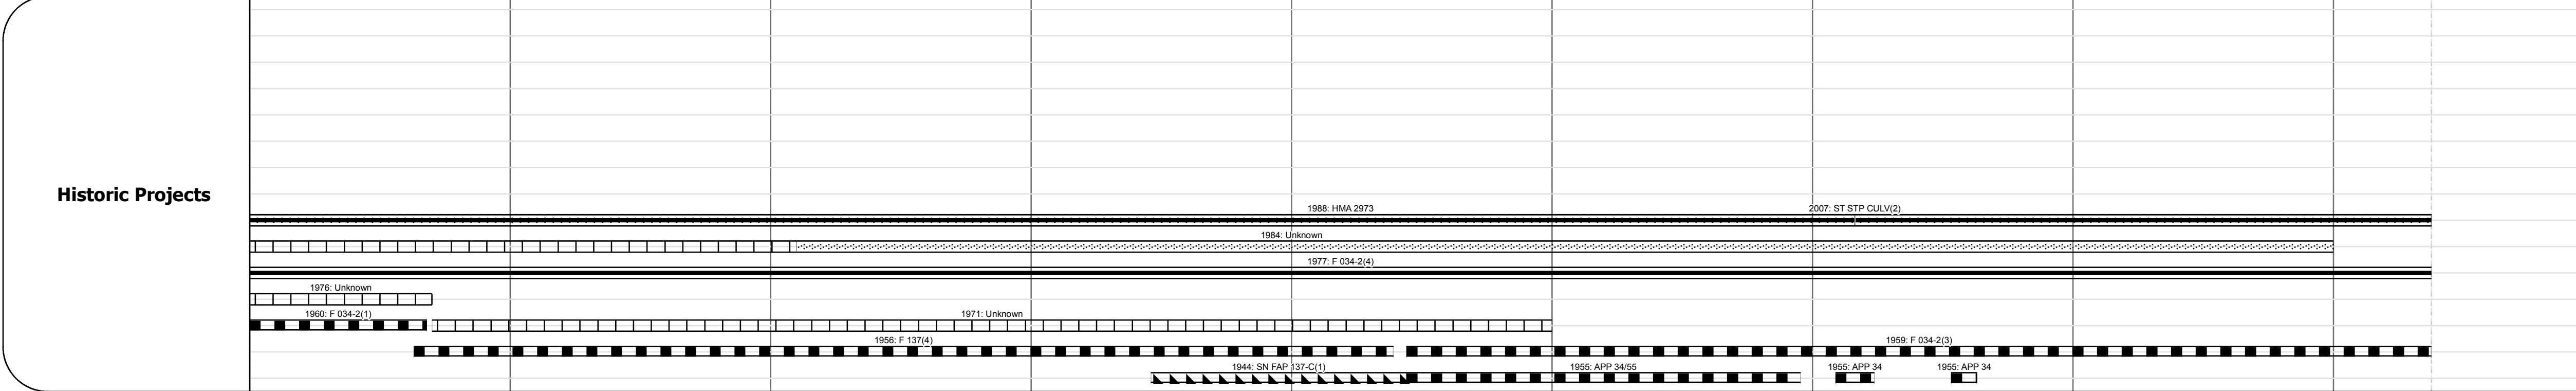 Historic Projects
1988: HMA 2973
2007: ST STP CULV(2)
1984: Unknown
1977: F 034-2(4)
1976: Unknown
1960: F 034-2(1)
1971: Unknown
1956: F 137(4)
1959: F 034-2(3)
1944: SN FAP 137-C(1)
1955: APP 34/55
1955: APP 34
1955: APP 34